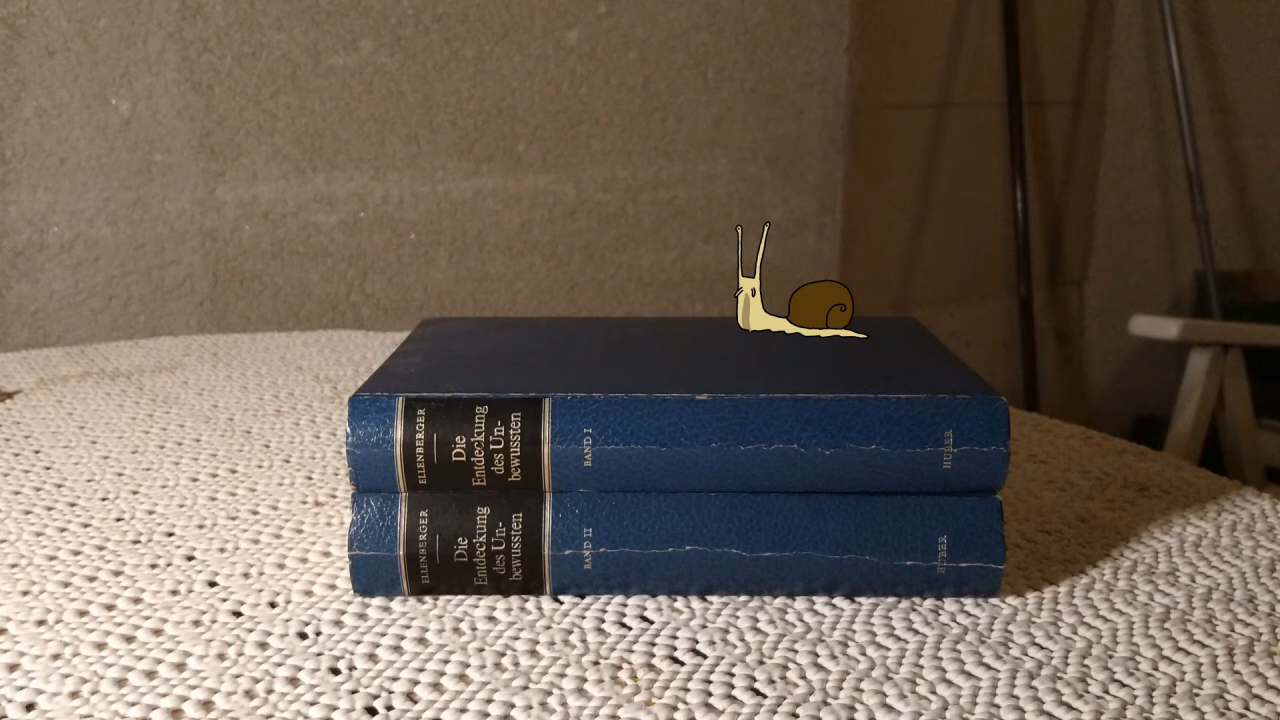 ELLENBERGER
Die
Entdeckung
des Un-
bewussten
BAND I
HUBER
ELLENBERGER
Die
Entdeckung
des Un-
bewussten
BAND II
HUBER